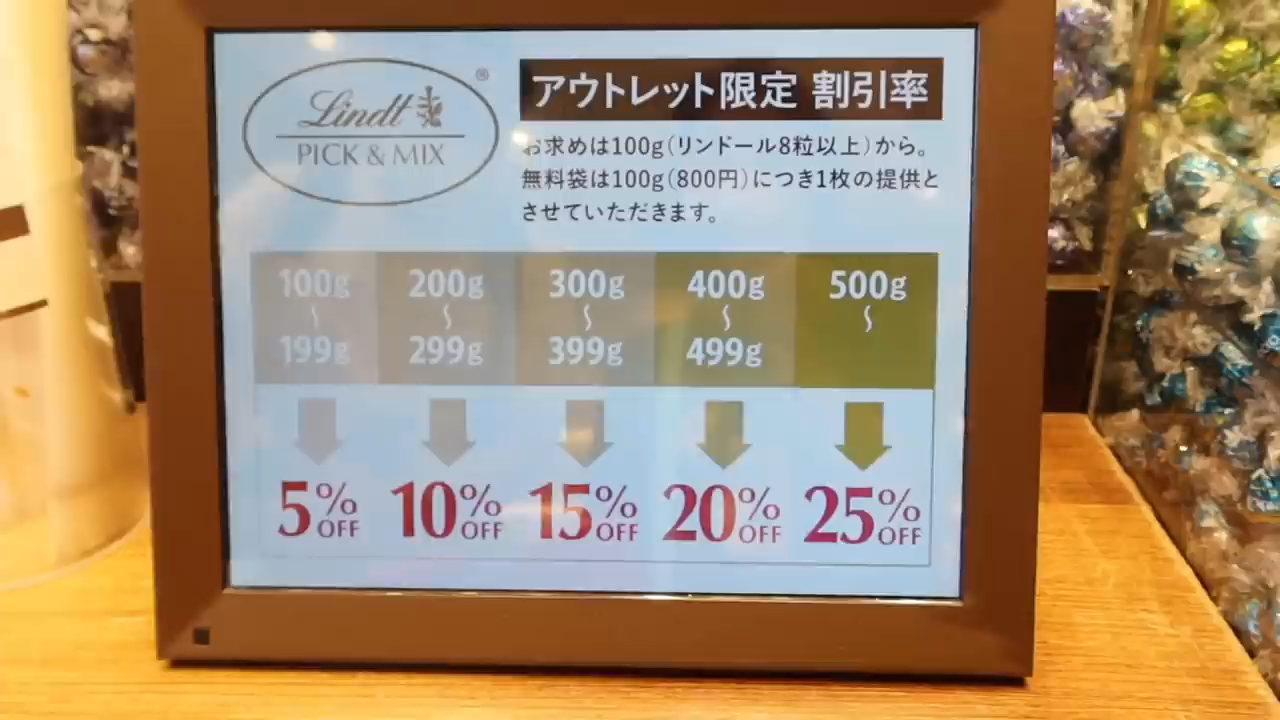 Lindt
PICK & MIX
®
アウトレット限定 割引率
お求めは100g(リンドール8粒以上)から。
無料袋は100g(800円)につき1枚の提供と
させていただきます。
100g 〜 199g
200g 〜 299g
300g 〜 399g
400g 〜 499g
500g 〜
5% OFF
10% OFF
15% OFF
20% OFF
25% OFF